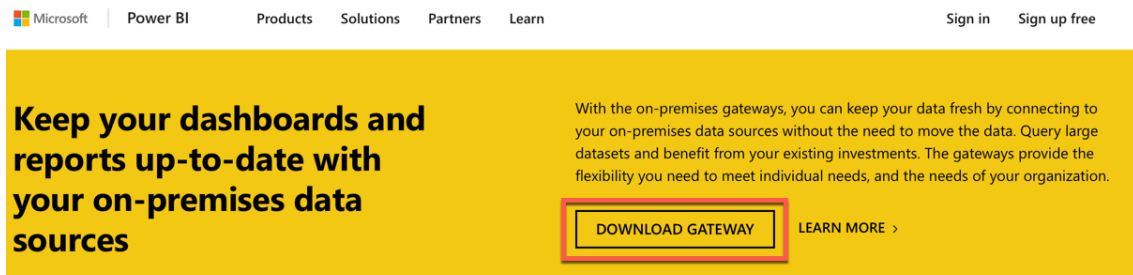 Microsoft Power BI Products Solutions Partners Learn Sign in Sign up free
Keep your dashboards and
reports up-to-date with
your on-premises data
sources
With the on-premises gateways, you can keep your data fresh by connecting to
your on-premises data sources without the need to move the data. Query large
datasets and benefit from your existing investments. The gateways provide the
flexibility you need to meet individual needs, and the needs of your organization.
DOWNLOAD GATEWAY LEARN MORE >